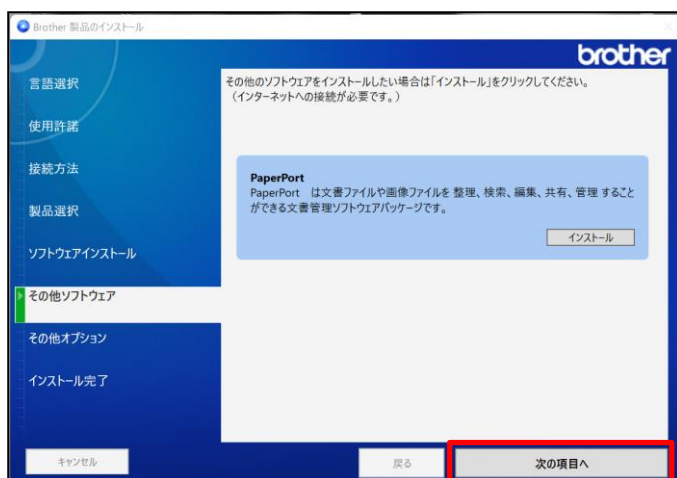 Brother 製品のインストール
brother
言語選択
使用許諾
接続方法
製品選択
ソフトウェアインストール
その他ソフトウェア
その他オプション
インストール完了
その他のソフトウェアをインストールしたい場合は「インストール」をクリックしてください。
（インターネットへの接続が必要です。）
PaperPort
PaperPort　は文書ファイルや画像ファイルを 整理、検索、編集、共有、管理 すること
ができる文書管理ソフトウェアパッケージです。
インストール
キャンセル
戻る
次の項目へ